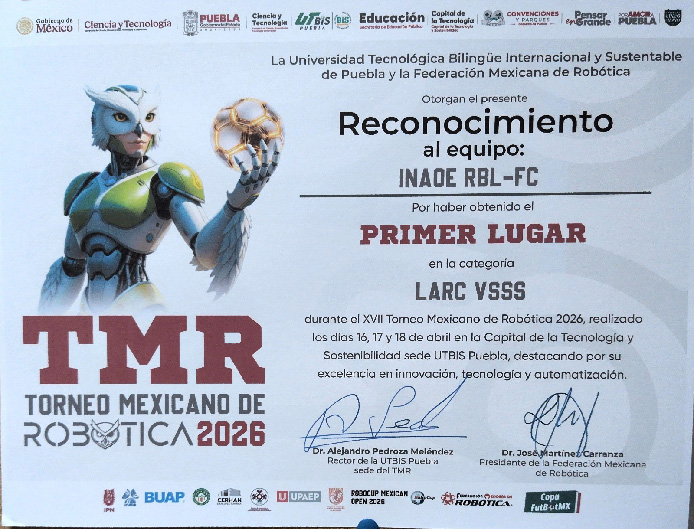 Gobierno de México
Ciencia y Tecnología
PUEBLA
Ciencia y Tecnología
UTBIS PUEBLA
Educación
Capital de la Tecnología
CONVENCIONES Y PARQUES
Pensar en Grande
PUEBLA
La Universidad Tecnológica Bilingüe Internacional y Sustentable
de Puebla y la Federación Mexicana de Robótica
Otorgan el presente
Reconocimiento
al equipo:
INAOE RBL-FC
Por haber obtenido el
PRIMER LUGAR
en la categoría
LARC VSSS
durante el XVII Torneo Mexicano de Robótica 2026, realizado
los días 16, 17 y 18 de abril en la Capital de la Tecnología y
Sostenibilidad sede UTBIS Puebla, destacando por su
excelencia en innovación, tecnología y automatización.
TMR
TORNEO MEXICANO DE
ROBÓTICA 2026
Dr. Alejandro Pedroza Meléndez
Rector de la UTBIS Puebla
sede del TMR
Dr. José Martínez Carranza
Presidente de la Federación Mexicana
de Robótica
IPN
BUAP
UPAEP
ROBOCUP MEXICAN
OPEN 2026
ROBÓTICA
Copa
FutBotMX